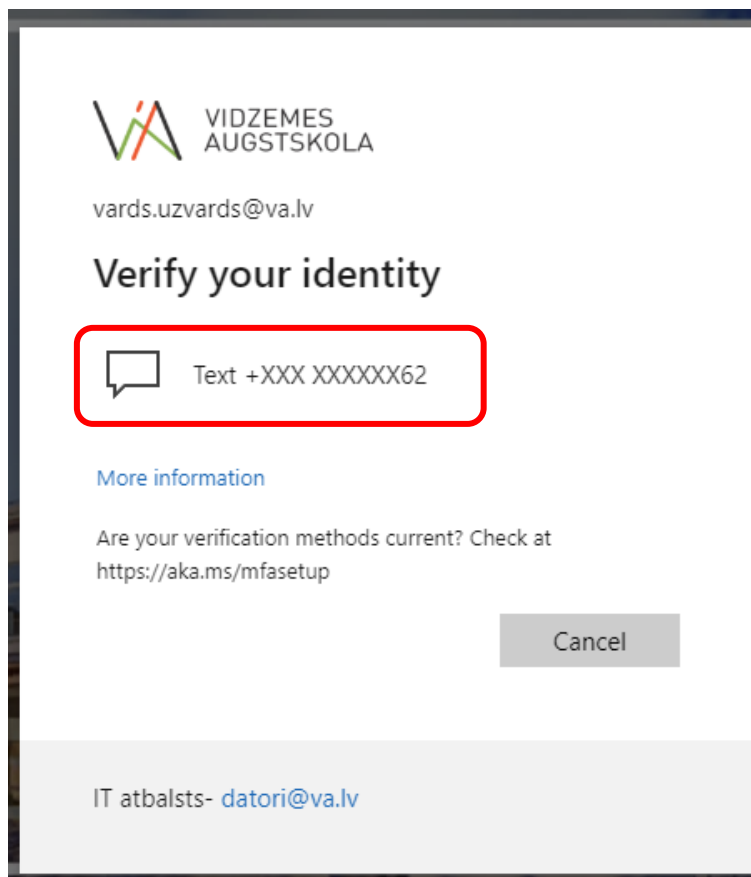 VIDZEMES
AUGSTSKOLA
vards.uzvards@va.lv
Verify your identity
Text +XXX XXXXXX62
More information
Are your verification methods current? Check at
https://aka.ms/mfasetup
Cancel
IT atbalsts- datori@va.lv